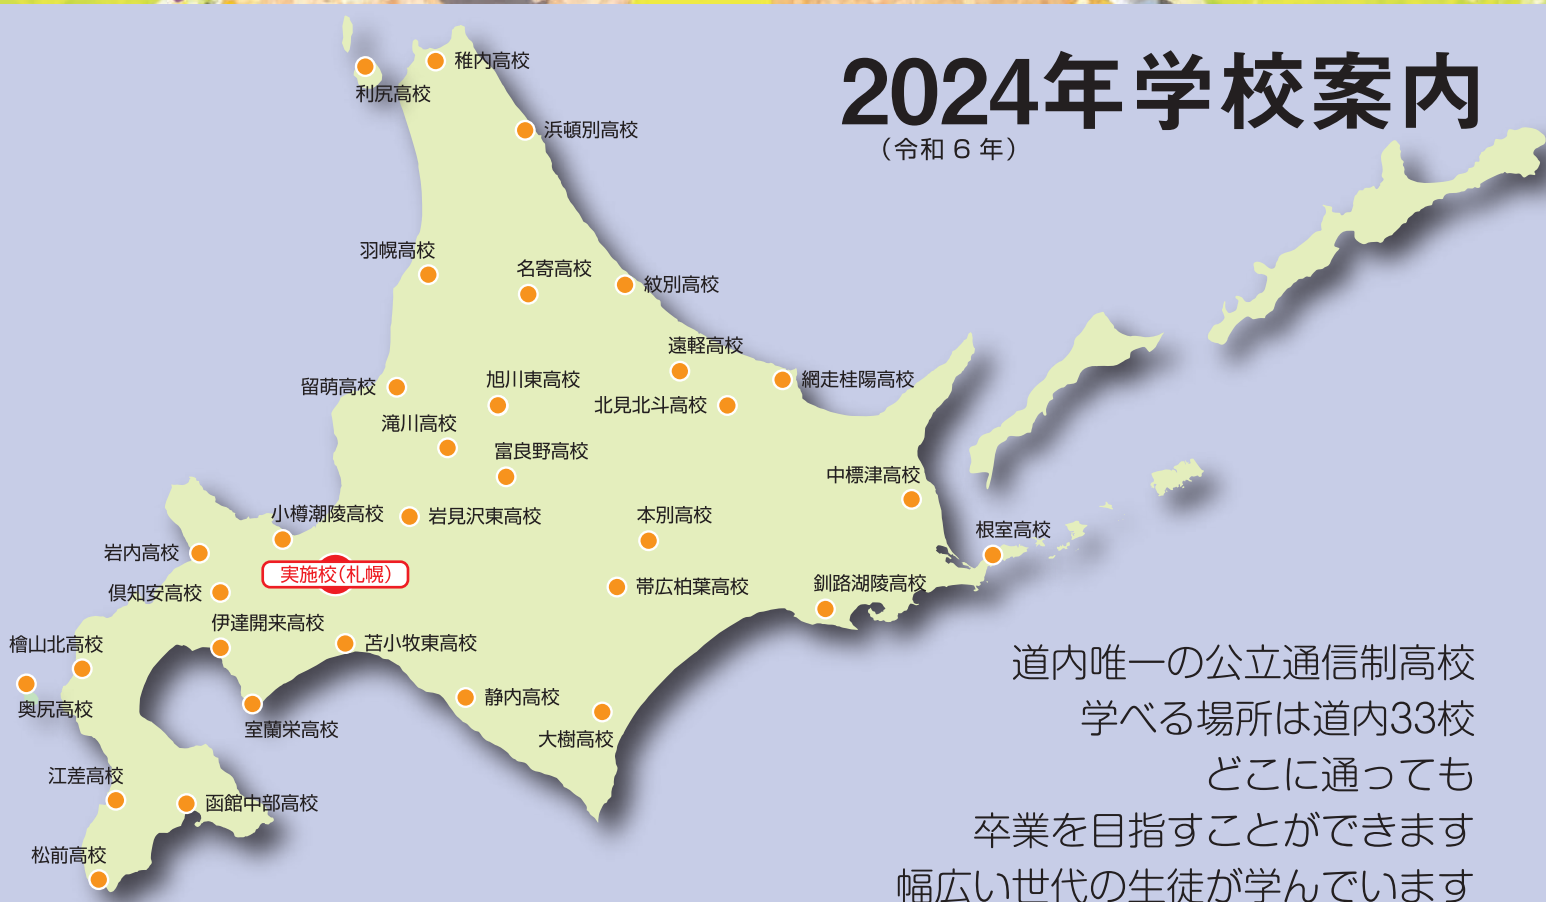 2024年学校案内
（令和６年）
稚内高校
利尻高校
浜頓別高校
羽幌高校
名寄高校
紋別高校
遠軽高校
網走桂陽高校
留萌高校
旭川東高校
北見北斗高校
滝川高校
富良野高校
中標津高校
小樽潮陵高校
岩見沢東高校
本別高校
根室高校
岩内高校
実施校（札幌）
倶知安高校
帯広柏葉高校
釧路湖陵高校
伊達開来高校
檜山北高校
苫小牧東高校
奥尻高校
静内高校
室蘭栄高校
大樹高校
江差高校
函館中部高校
松前高校
道内唯一の公立通信制高校
学べる場所は道内33校
どこに通っても
卒業を目指すことができます
幅広い世代の生徒が学んでいます